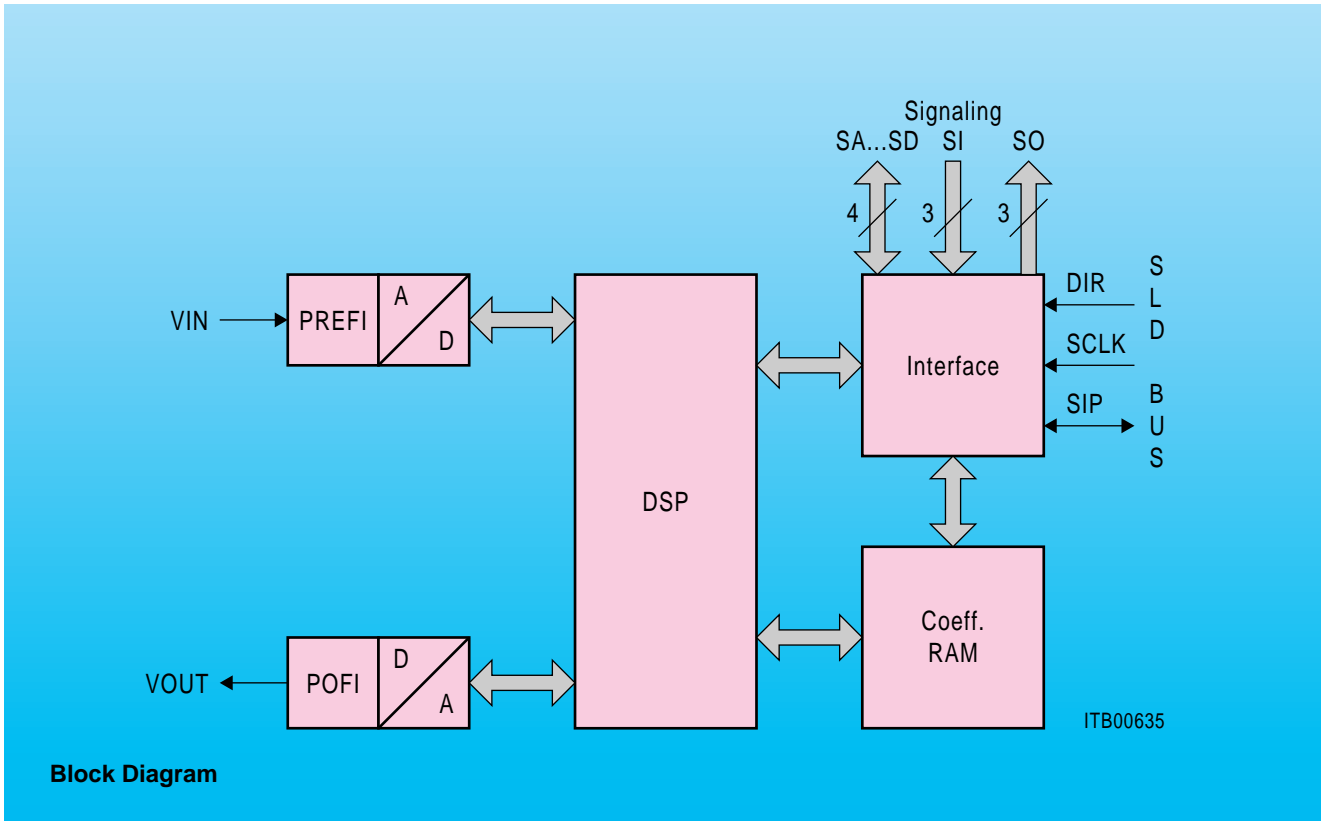 Signaling
SA...SD SI SO
4 3 3
DIR
SCLK
SIP
S
L
D
B
U
S
VIN
PREFI
A
D
Interface
DSP
VOUT
POFI
D
A
Coeff.
RAM
ITB00635
Block Diagram